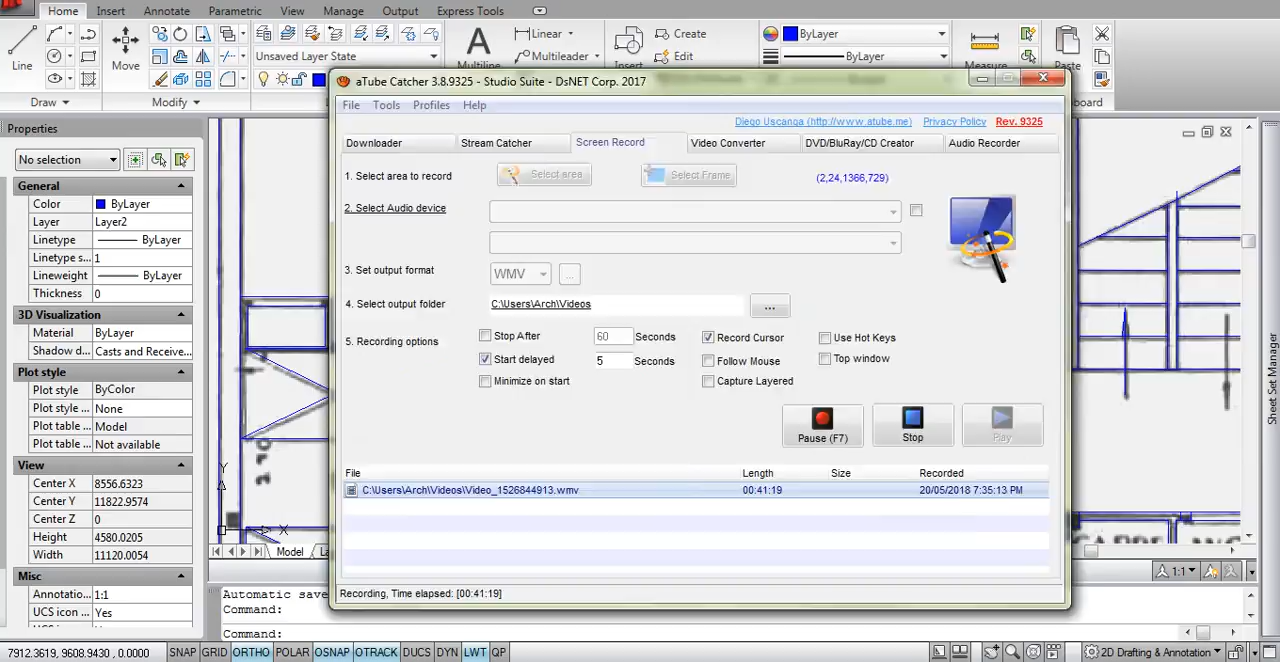 Home Insert Annotate Parametric View Manage Output Express Tools
Line
Move
Draw
Modify
Unsaved Layer State
Multiline
Linear
Multileader
Insert
Create
Edit
ByLayer
ByLayer
Measure
Paste
Properties
No selection
General
Color ByLayer
Layer Layer2
Linetype ByLayer
Linetype s... 1
Lineweight ByLayer
Thickness 0
3D Visualization
Material ByLayer
Shadow d... Casts and Receive...
Plot style
Plot style ByColor
Plot style ... None
Plot table ... Model
Plot table ... Not available
View
Center X 8556.6323
Center Y 11822.9574
Center Z 0
Height 4580.0205
Width 11120.0054
Misc
Annotatio... 1:1
UCS icon ... Yes
aTube Catcher 3.8.9325 - Studio Suite - DsNET Corp. 2017
File Tools Profiles Help
Diego Uscanga (http://www.atube.me) Privacy Policy Rev. 9325
Downloader Stream Catcher Screen Record Video Converter DVD/BluRay/CD Creator Audio Recorder
1. Select area to record Select area Select Frame (2,24,1366,729)
2. Select Audio device
3. Set output format WMV ...
4. Select output folder C:\Users\Arch\Videos ...
5. Recording options
Stop After 60 Seconds Record Cursor Use Hot Keys
Start delayed 5 Seconds Follow Mouse Top window
Minimize on start Capture Layered
Pause (F7) Stop Play
File Length Size Recorded
C:\Users\Arch\Videos\Video_1526844913.wmv 00:41:19 20/05/2018 7:35:13 PM
Recording, Time elapsed: [00:41:19]
Y
X
Model
Sheet Set Manager
1:1
Automatic save
Command:
Command:
7912.3619, 9608.9430 , 0.0000 SNAP GRID ORTHO POLAR OSNAP OTRACK DUCS DYN LWT QP 2D Drafting & Annotation